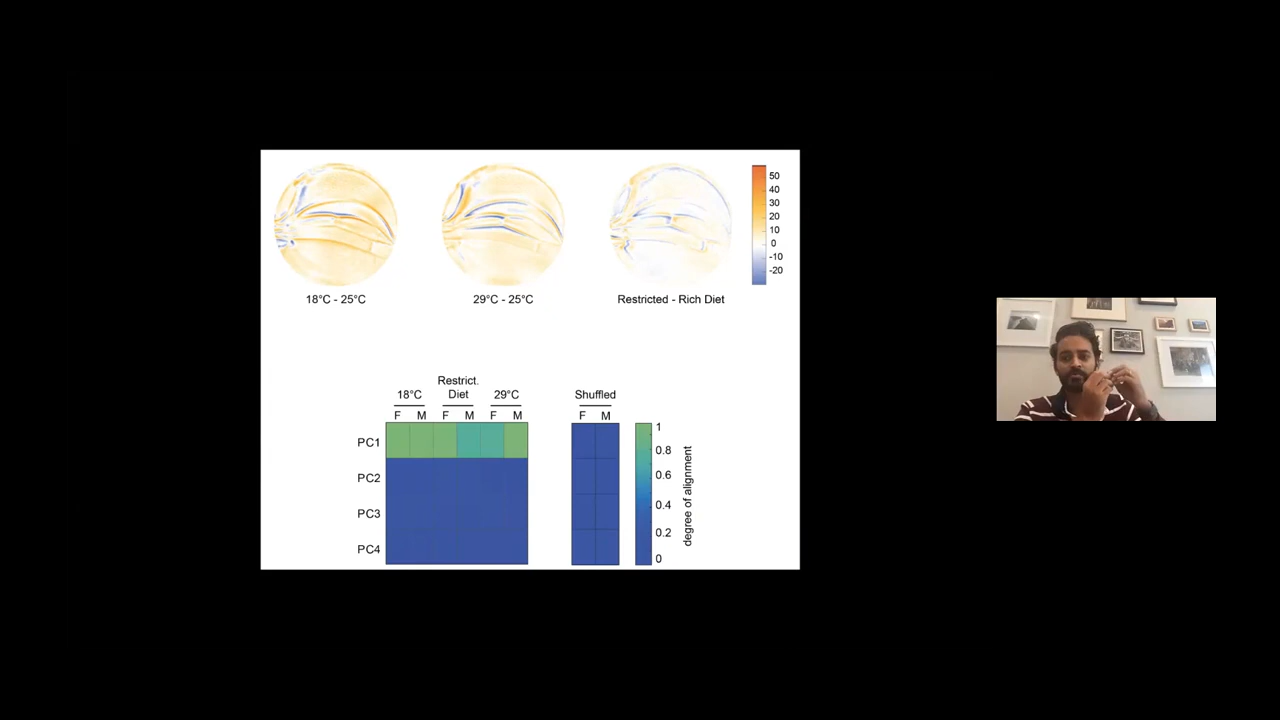 50
40
30
20
10
0
-10
-20
18°C - 25°C
29°C - 25°C
Restricted - Rich Diet
18°C
Restrict.
Diet
29°C
Shuffled
F M F M F M
F M
PC1
PC2
PC3
PC4
1
0.8
0.6
0.4
0.2
0
degree of alignment